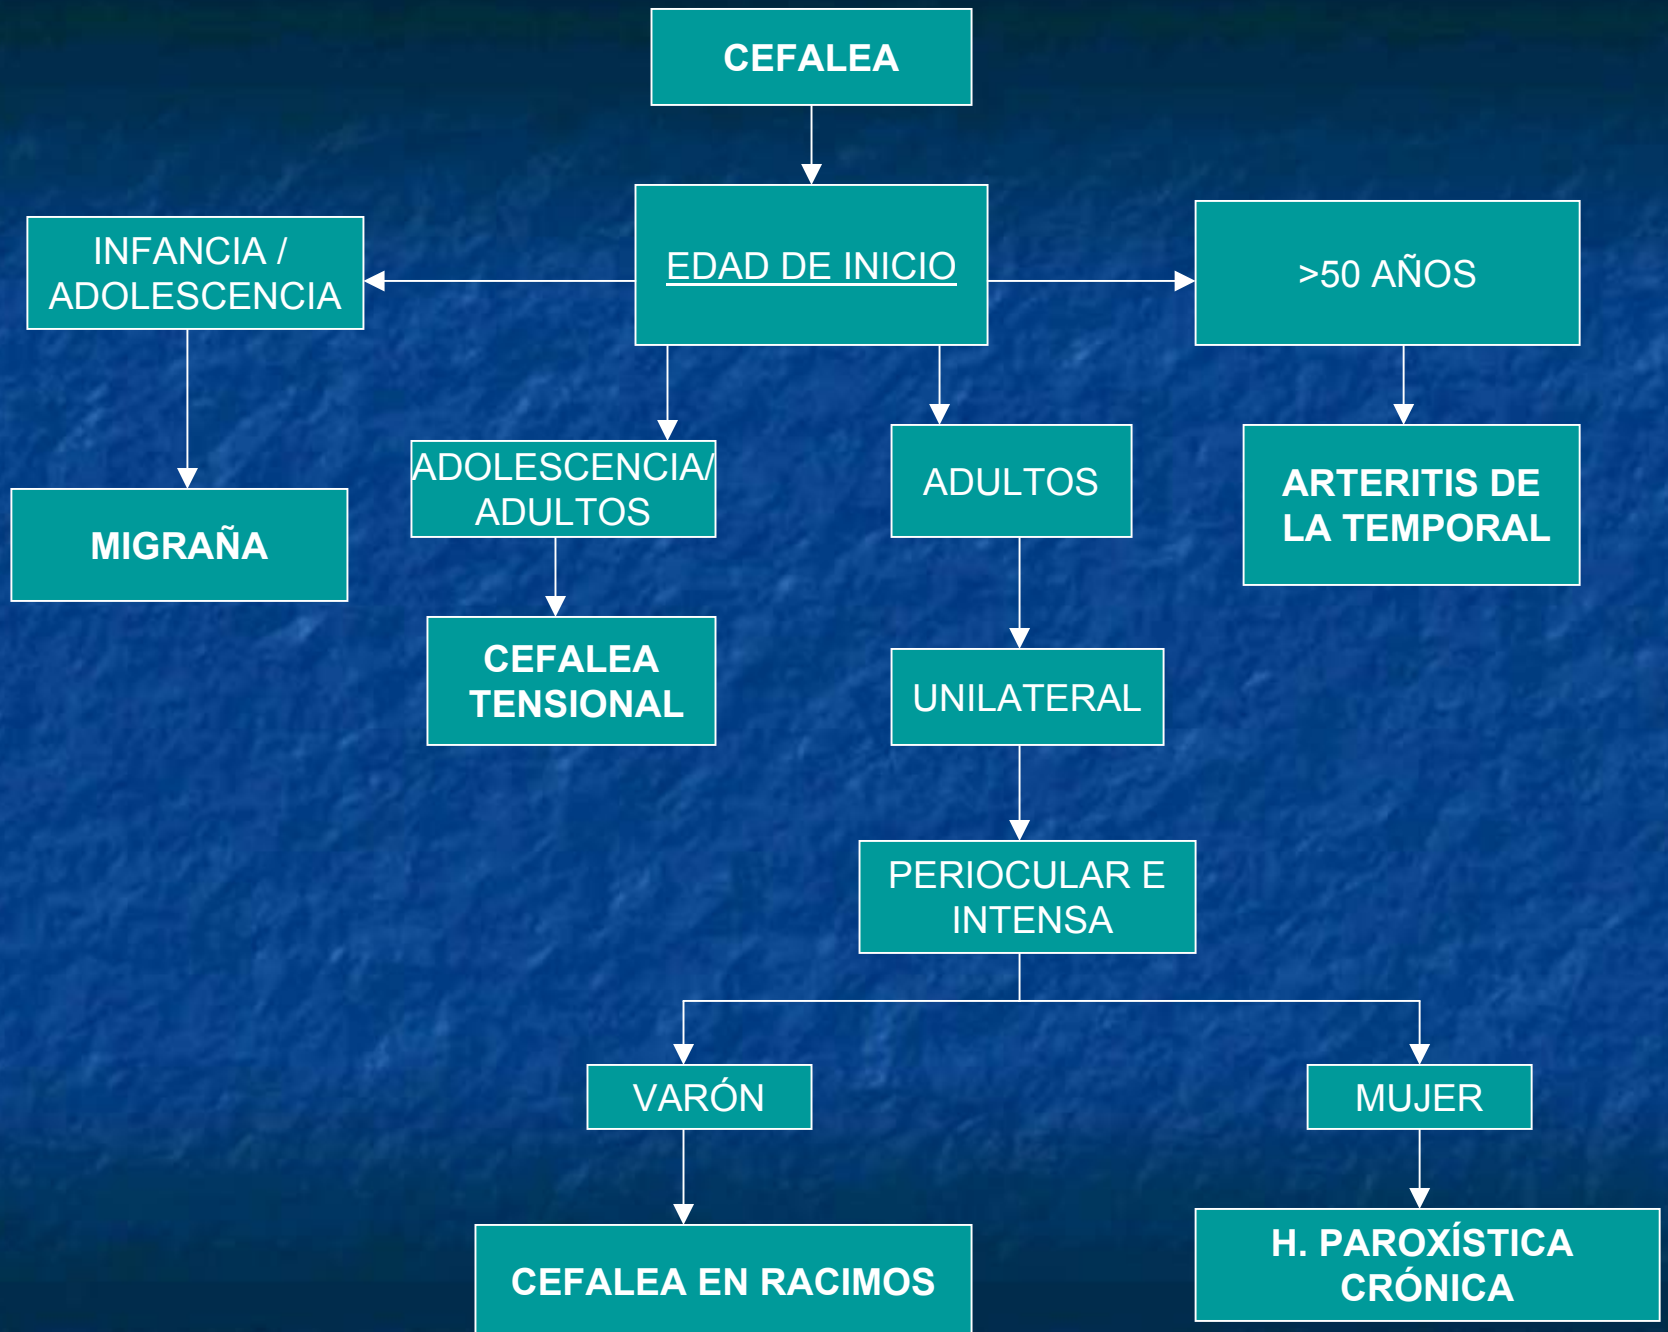 CEFALEA
EDAD DE INICIO
INFANCIA /
ADOLESCENCIA
>50 AÑOS
MIGRAÑA
ADOLESCENCIA/
ADULTOS
ADULTOS
ARTERITIS DE
LA TEMPORAL
CEFALEA
TENSIONAL
UNILATERAL
PERIOCULAR E
INTENSA
VARÓN
MUJER
CEFALEA EN RACIMOS
H. PAROXÍSTICA
CRÓNICA